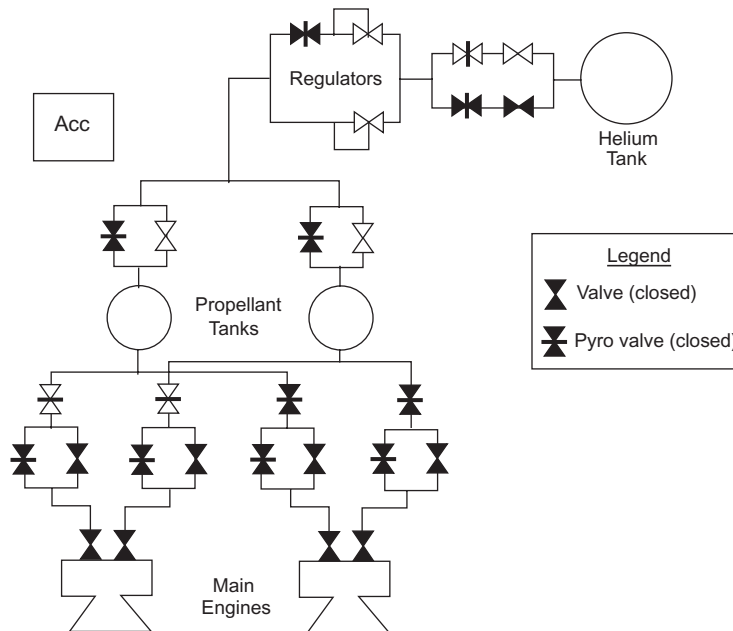 Regulators
Acc
Helium
Tank
Legend
Valve (closed)
Pyro valve (closed)
Propellant
Tanks
Main
Engines